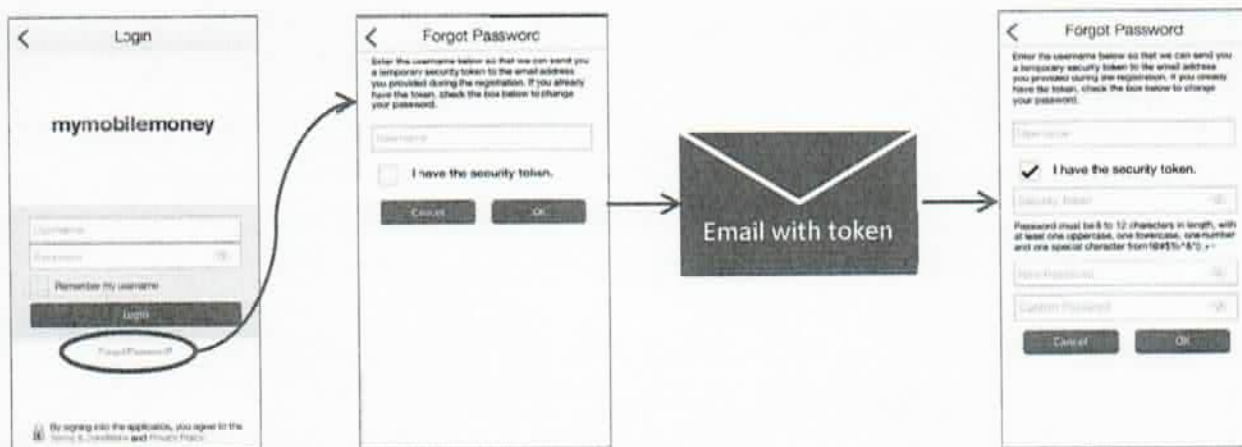 Login
mymobilemoney
Username
Password
Remember my username
Login
Forgot Password?
By signing into the application, you agree to the
Terms & Conditions and Privacy Policy
Forgot Password
Enter the username below so that we can send you
a temporary security token to the email address
you provided during the registration. If you already
have the token, check the box below to change
your password.
Username
I have the security token.
Cancel
OK
Email with token
Forgot Password
Enter the username below so that we can send you
a temporary security token to the email address
you provided during the registration. If you already
have the token, check the box below to change
your password.
Username
I have the security token.
Security Token
Password must be 8 to 12 characters in length, with
at least one uppercase, one lowercase, one number
and one special character from
New Password
Confirm Password
Cancel
OK